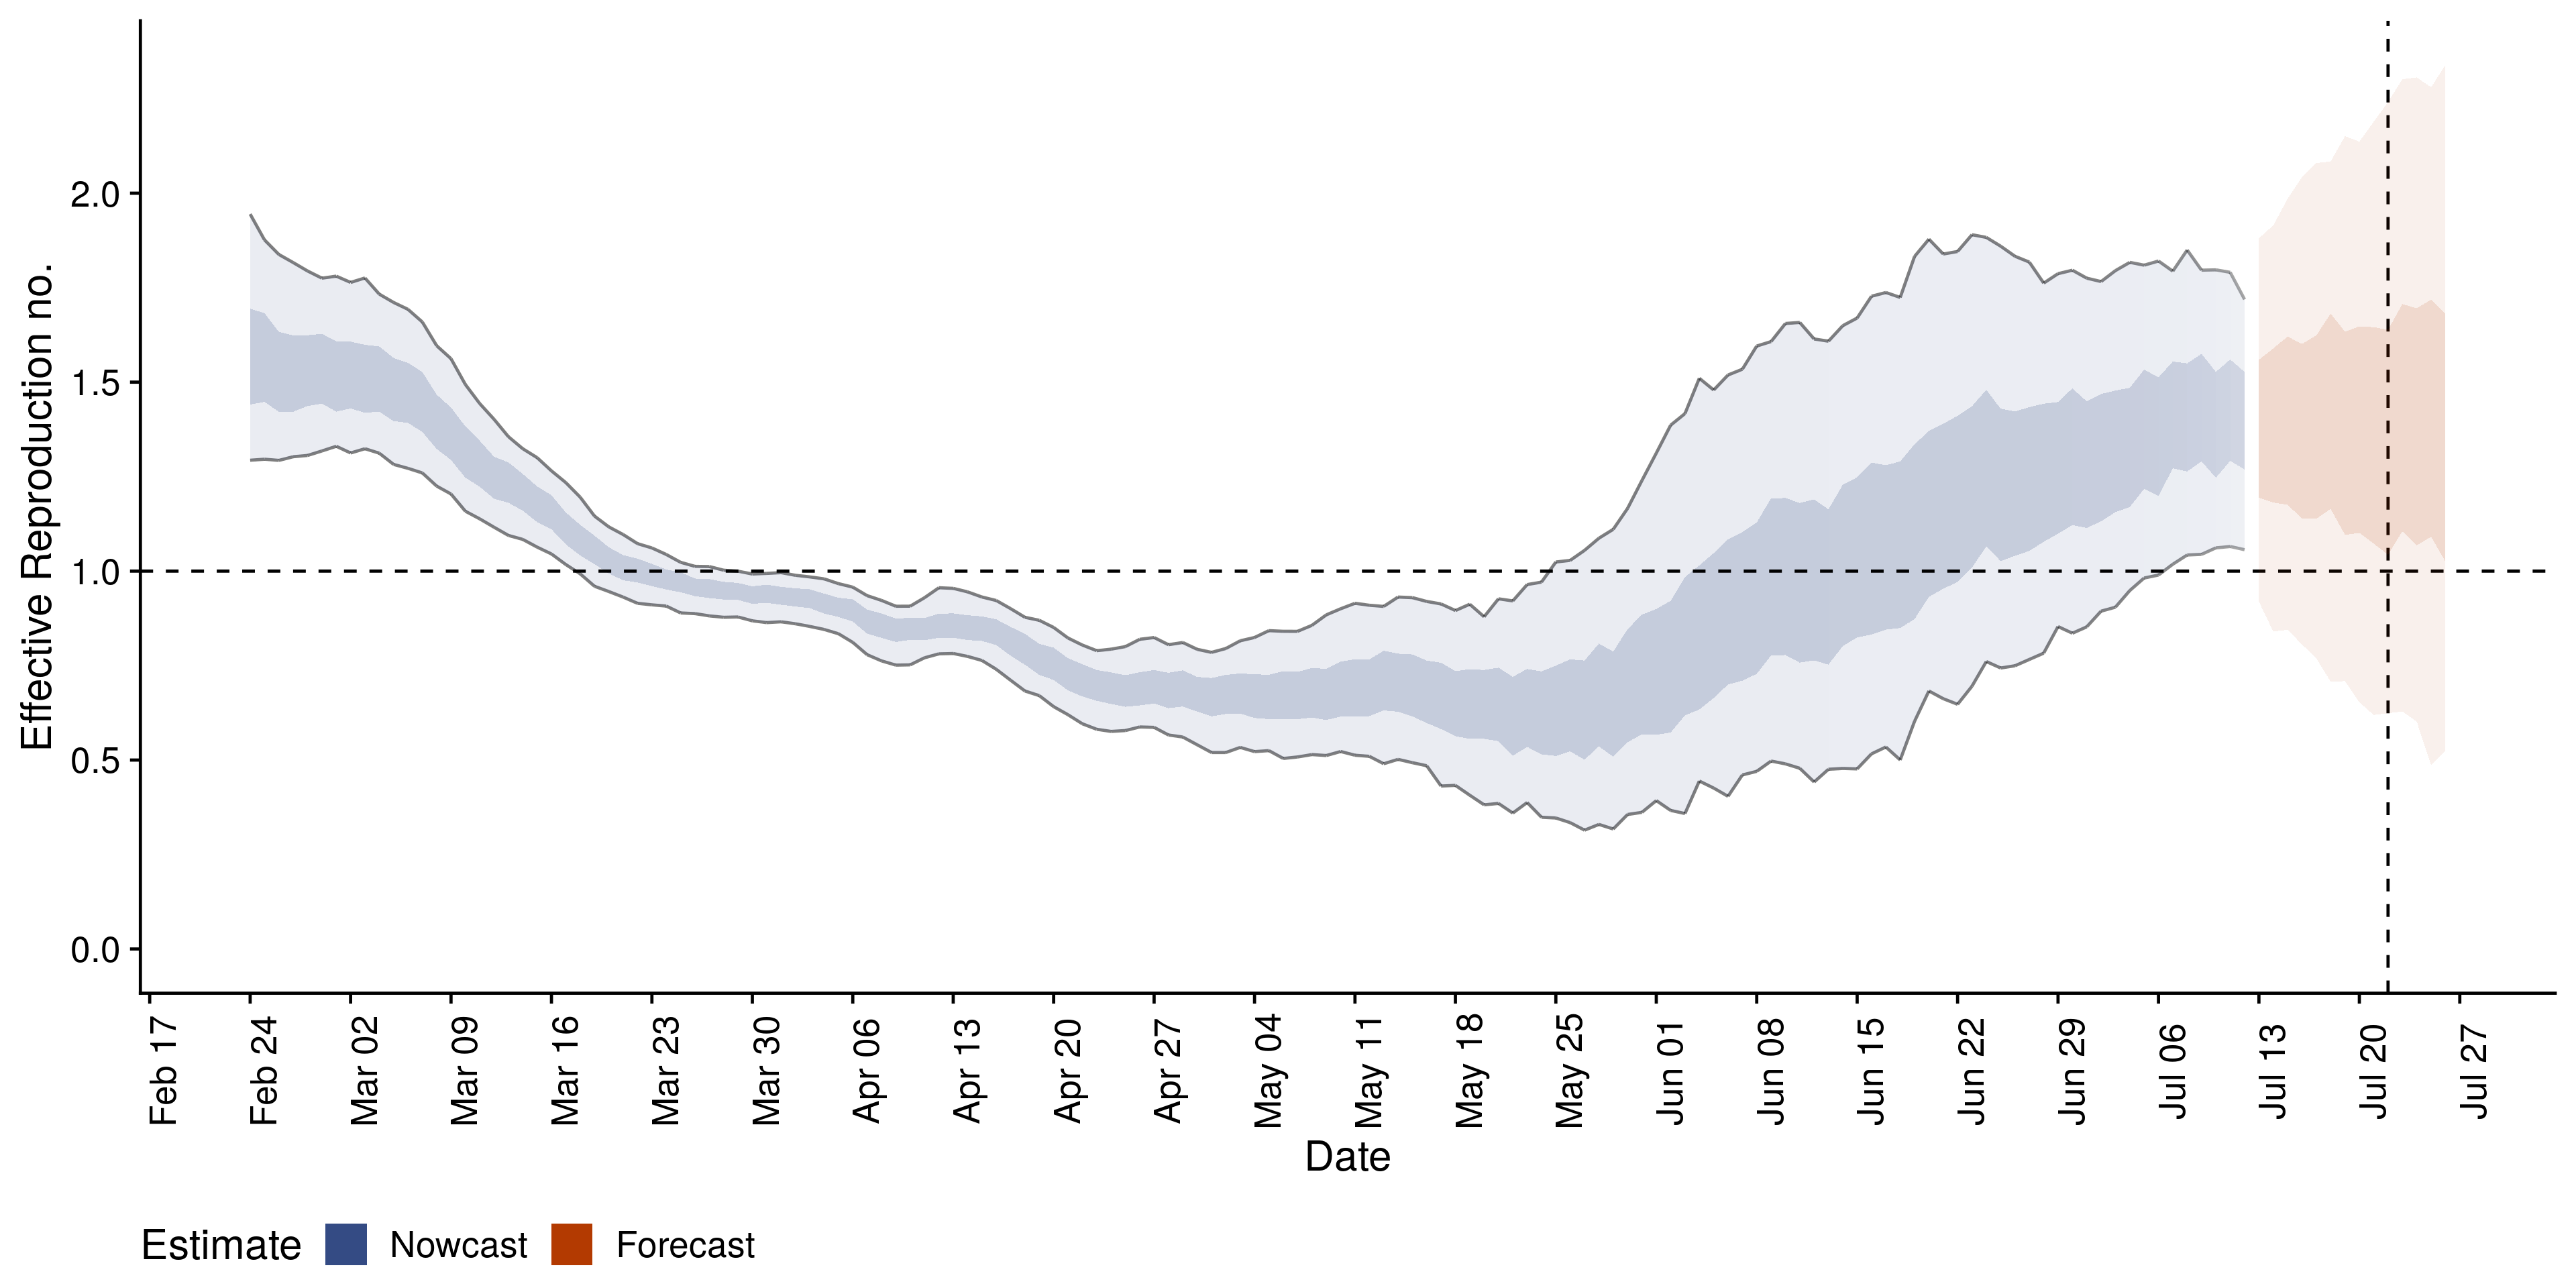 Effective Reproduction no.
2.0
1.5
1.0
0.5
0.0
Feb 17
Feb 24
Mar 02
Mar 09
Mar 16
Mar 23
Mar 30
Apr 06
Apr 13
Apr 20
Apr 27
May 04
May 11
May 18
May 25
Jun 01
Jun 08
Jun 15
Jun 22
Jun 29
Jul 06
Jul 13
Jul 20
Jul 27
Date
Estimate Nowcast Forecast